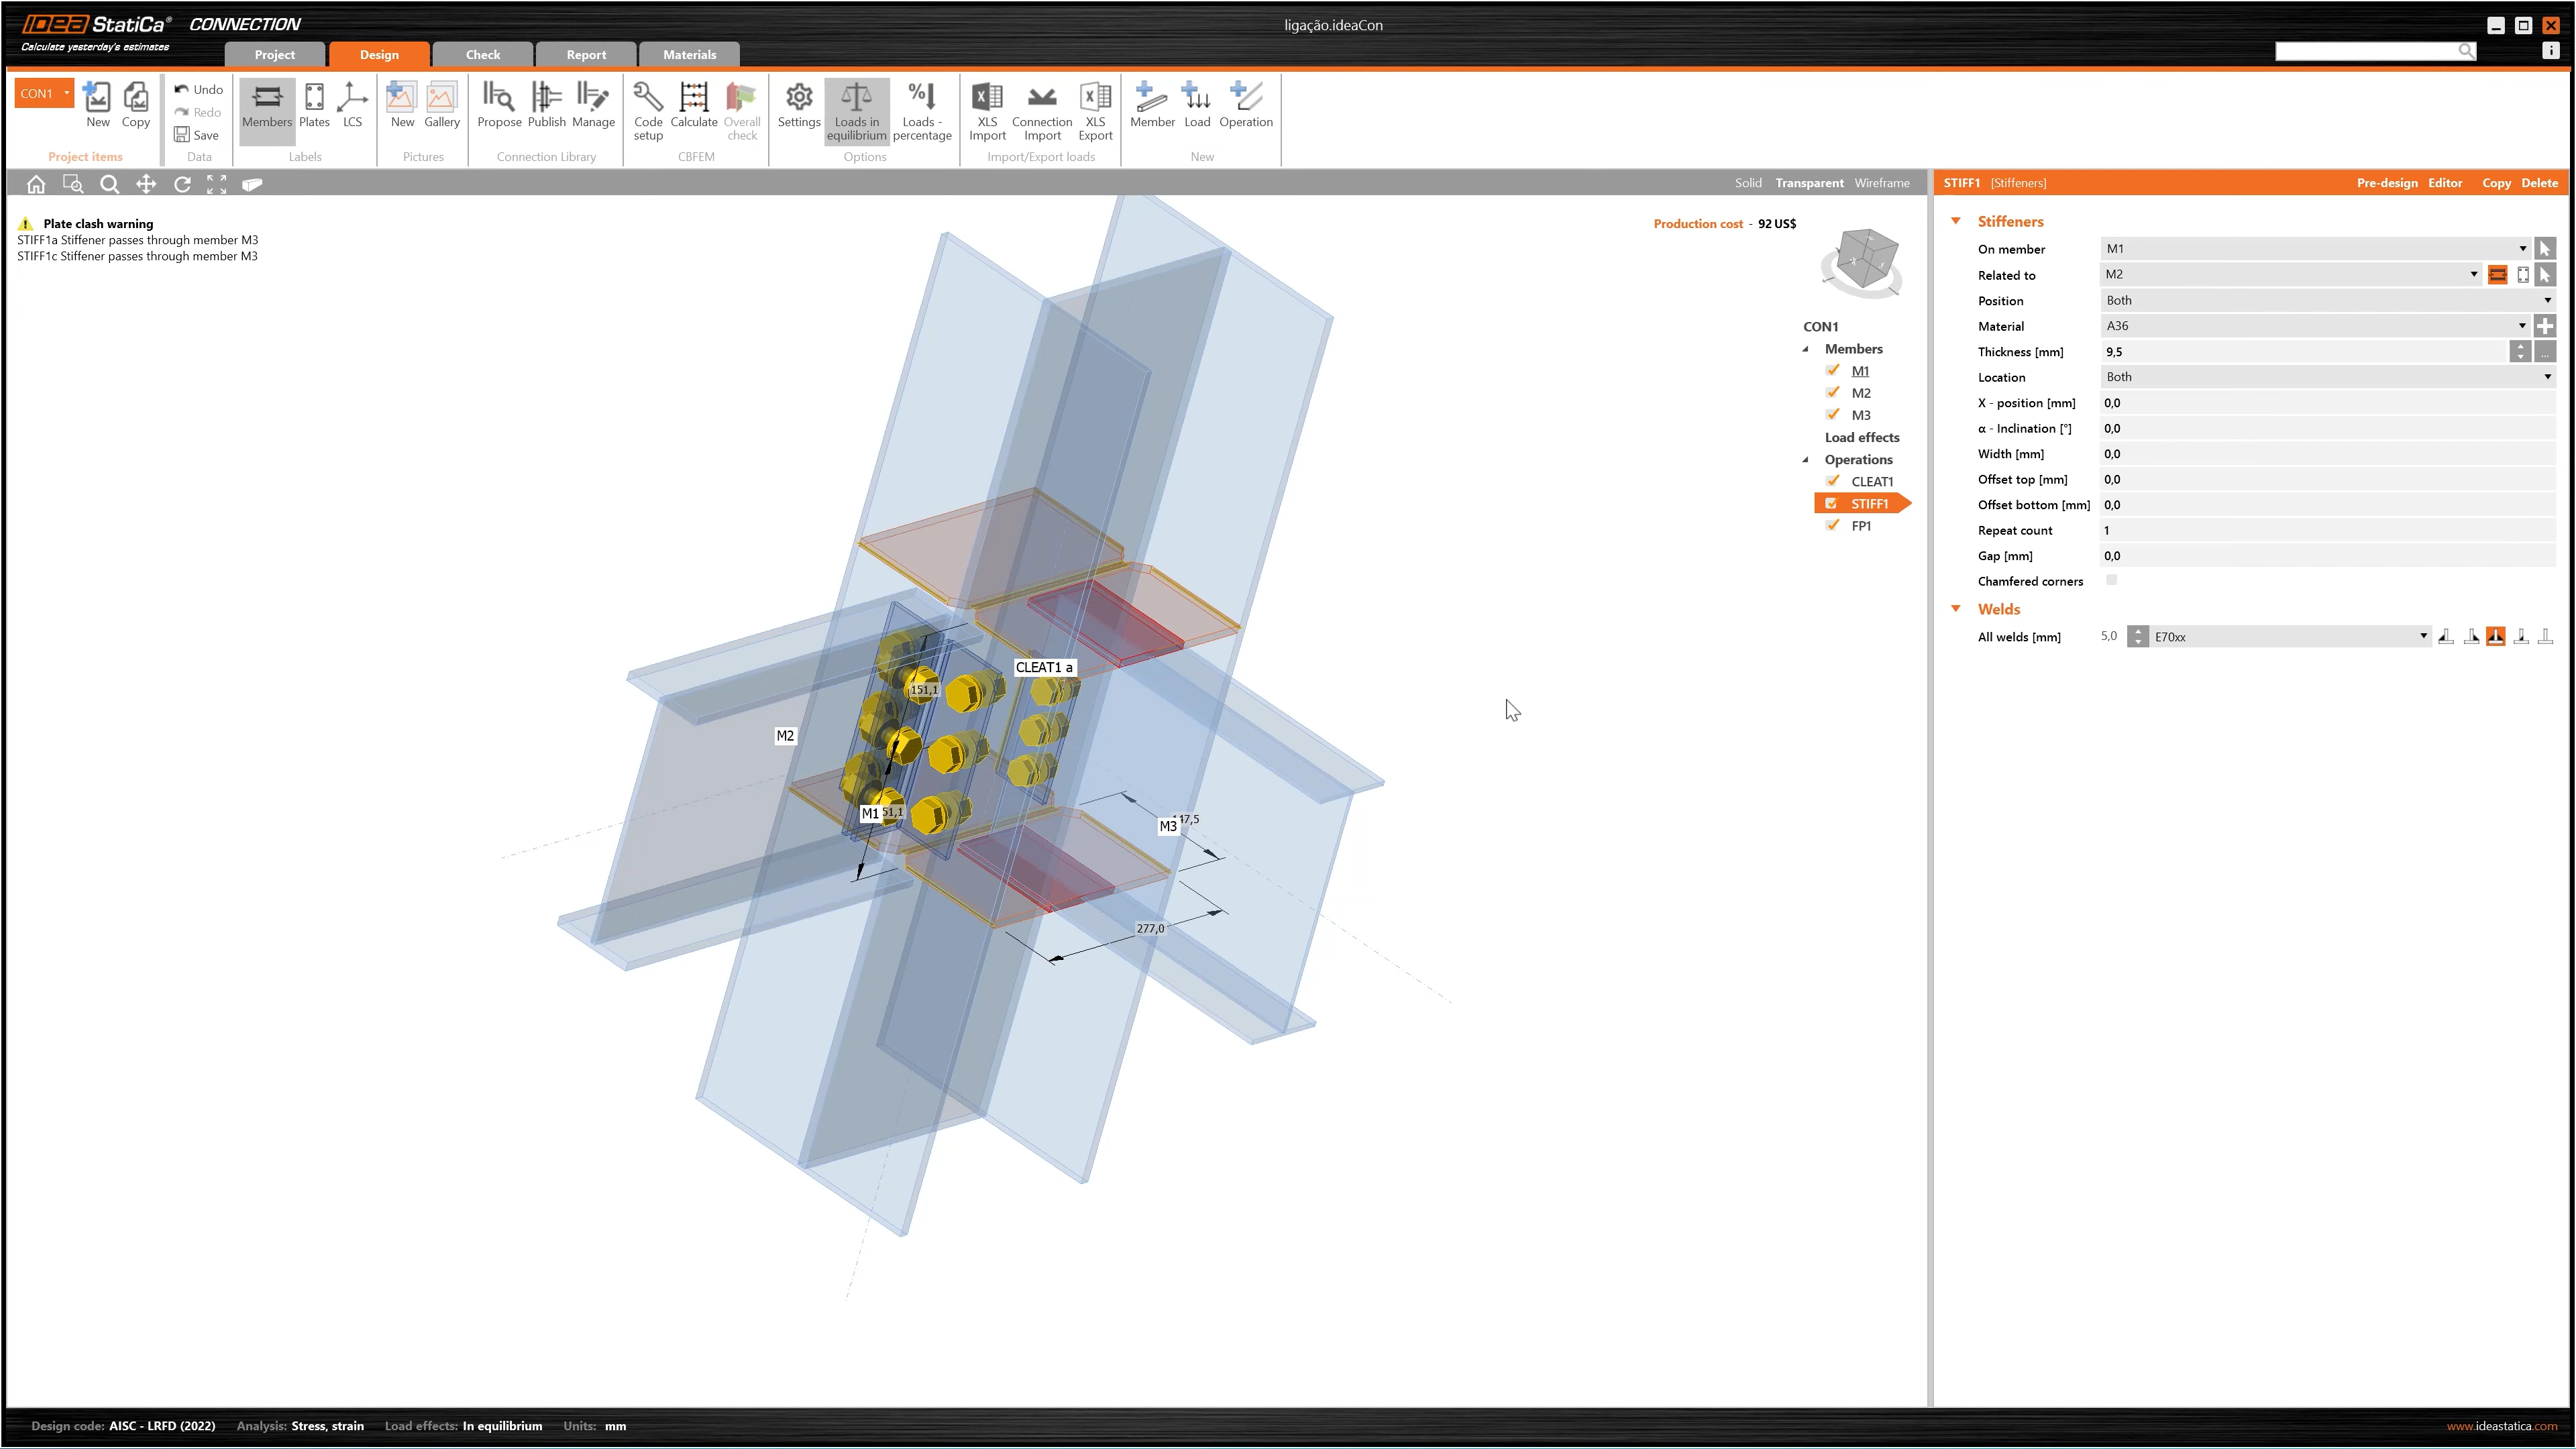 IDEA StatiCa® CONNECTION
Calculate yesterday's estimates
ligação.ideaCon
Project Design Check Report Materials
CON1 New Copy
Project items
Undo
Redo
Save
Data
Members Plates LCS
Labels
New Gallery
Pictures
Propose Publish Manage
Connection Library
Code setup Calculate Overall check
CBFEM
Settings Loads in equilibrium Loads - percentage
Options
XLS Import Connection Import XLS Export
Import/Export loads
Member Load Operation
New
Solid Transparent Wireframe
Plate clash warning
STIFF1a Stiffener passes through member M3
STIFF1c Stiffener passes through member M3
Production cost - 92 US$
CON1
Members
M1
M2
M3
Load effects
Operations
CLEAT1
STIFF1
FP1
CLEAT1 a
151,1
M2
M1 51,1
M3 147,5
277,0
STIFF1 [Stiffeners] Pre-design Editor Copy Delete
Stiffeners
On member M1
Related to M2
Position Both
Material A36
Thickness [mm] 9,5 ...
Location Both
X - position [mm] 0,0
α - Inclination [°] 0,0
Width [mm] 0,0
Offset top [mm] 0,0
Offset bottom [mm] 0,0
Repeat count 1
Gap [mm] 0,0
Chamfered corners
Welds
All welds [mm] 5,0 E70xx
Design code: AISC - LRFD (2022) Analysis: Stress, strain Load effects: In equilibrium Units: mm
www.ideastatica.com